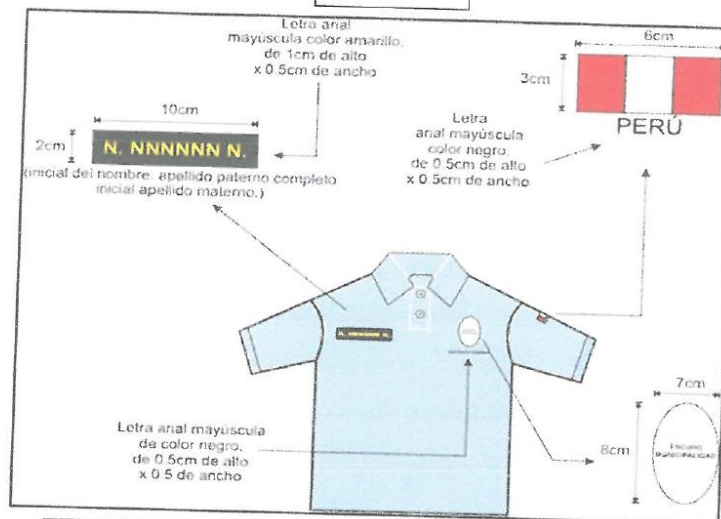 Letra arial
mayúscula color amarillo,
de 1cm de alto
x 0.5cm de ancho
10cm
2cm
N. NNNNNN N.
(inicial del nombre, apellido paterno completo
inicial apellido materno.)
6cm
3cm
PERÚ
Letra
arial mayúscula
color negro,
de 0.5cm de alto
x 0.5cm de ancho
N. NNNNNN N.
Letra arial mayúscula
de color negro,
de 0.5cm de alto
x 0.5 de ancho
7cm
8cm
ESCUDO
MUNICIPALIDAD